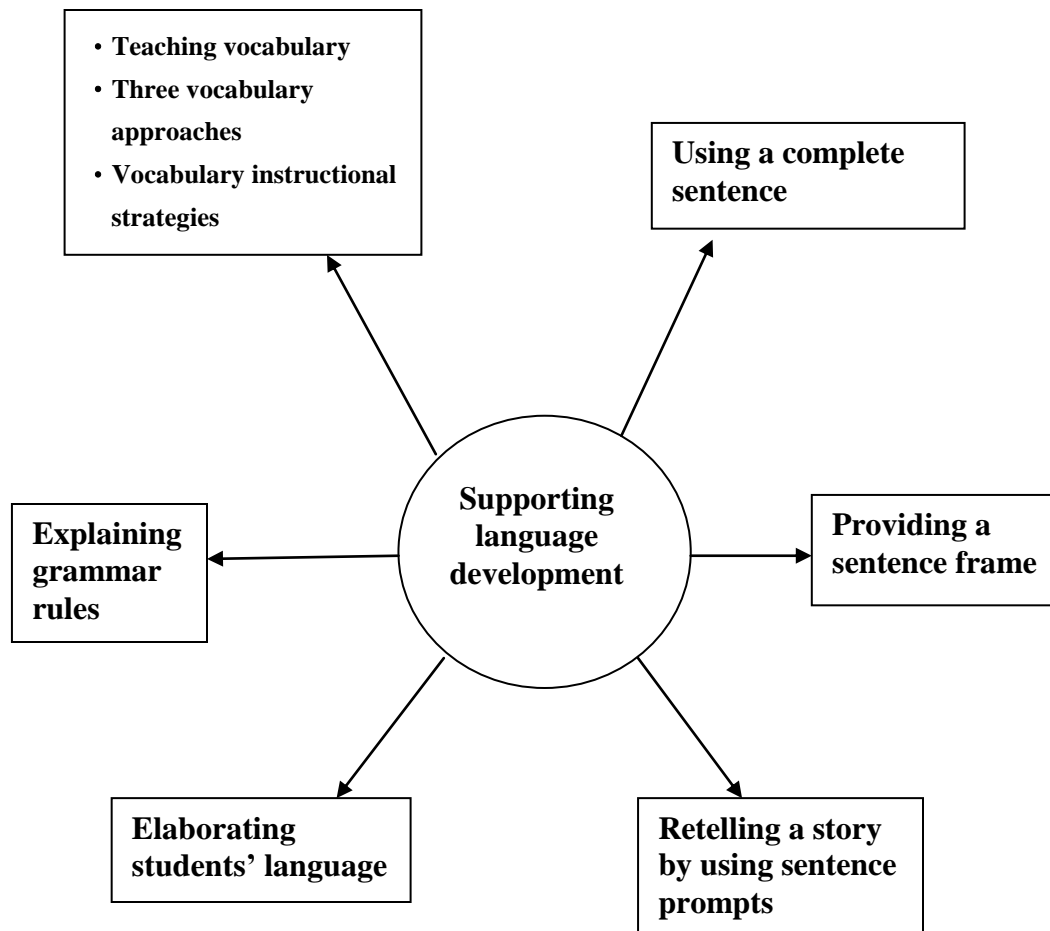 · Teaching vocabulary
· Three vocabulary
approaches
· Vocabulary instructional
strategies
Using a complete
sentence
Supporting
language
development
Explaining
grammar
rules
Providing a
sentence frame
Elaborating
students’ language
Retelling a story
by using sentence
prompts